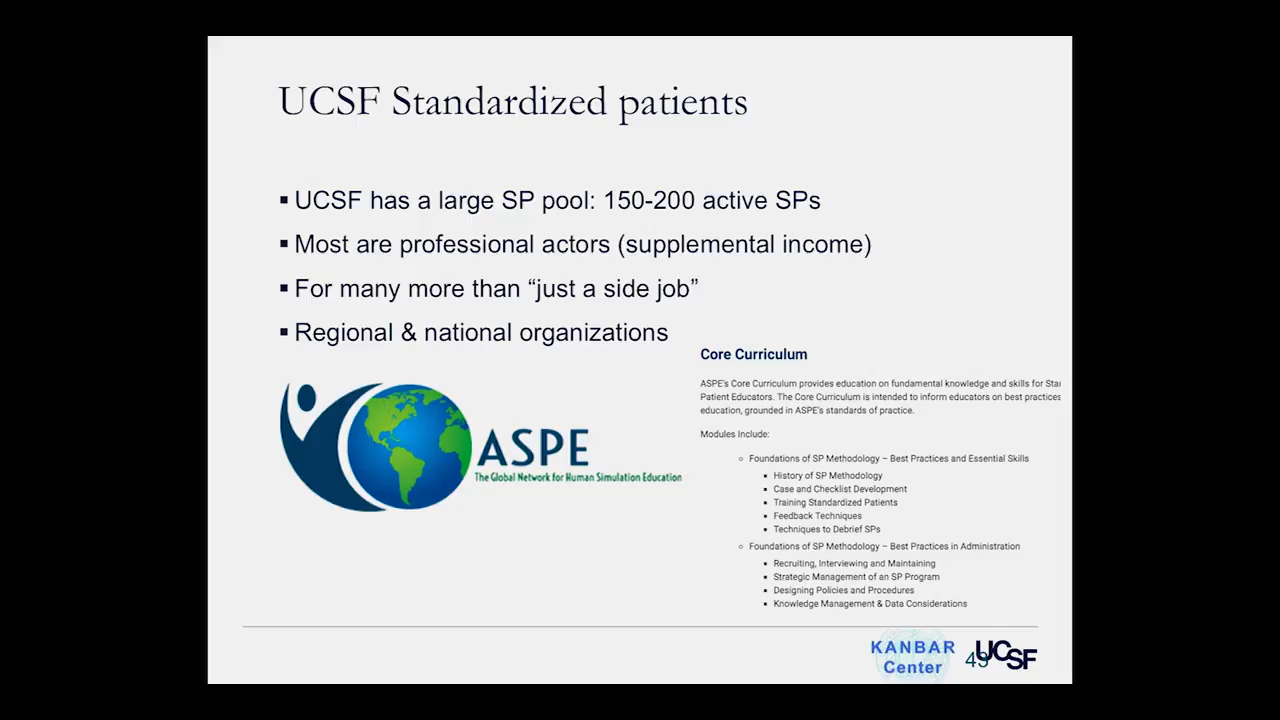 UCSF Standardized patients
▪ UCSF has a large SP pool: 150-200 active SPs
▪ Most are professional actors (supplemental income)
▪ For many more than “just a side job”
▪ Regional & national organizations
ASPE
The Global Network for Human Simulation Education
Core Curriculum
ASPE's Core Curriculum provides education on fundamental knowledge and skills for
Patient Educators. The Core Curriculum is intended to inform educators on best practices
education, grounded in ASPE's standards of practice.
Modules Include:
○ Foundations of SP Methodology – Best Practices and Essential Skills
▪ History of SP Methodology
▪ Case and Checklist Development
▪ Training Standardized Patients
▪ Feedback Techniques
▪ Techniques to Debrief SPs
○ Foundations of SP Methodology – Best Practices in Administration
▪ Recruiting, Interviewing and Maintaining
▪ Strategic Management of an SP Program
▪ Designing Policies and Procedures
▪ Knowledge Management & Data Considerations
KANBAR
Center
UCSF